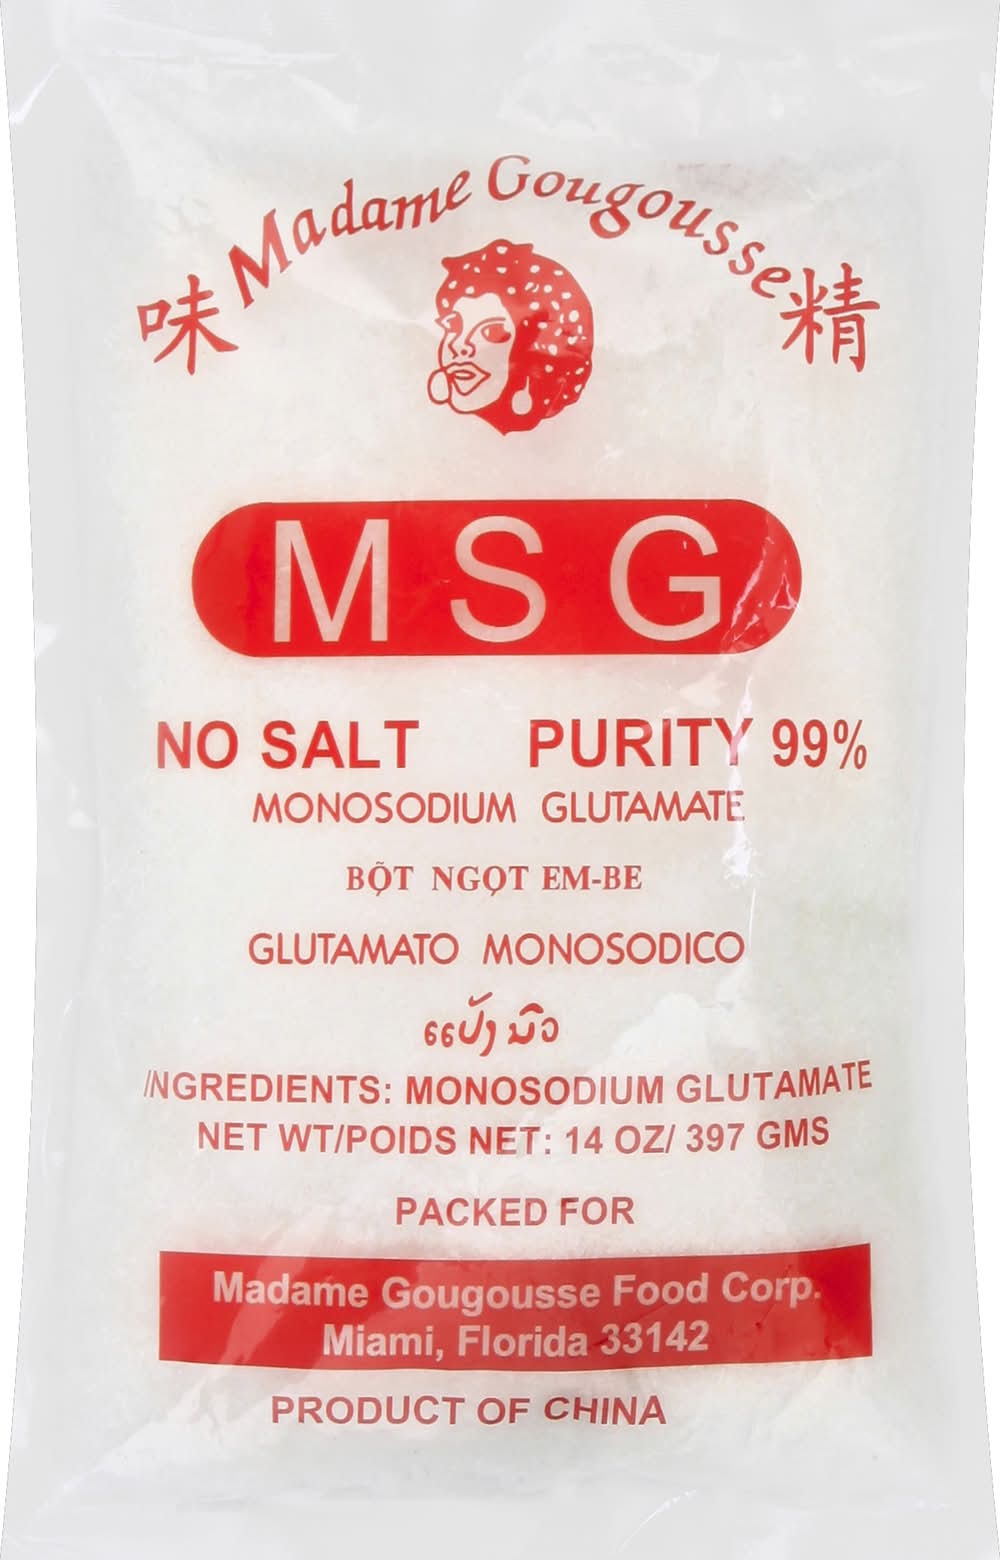 味 Madame Gougousse 精
MSG
NO SALT PURITY 99%
MONOSODIUM GLUTAMATE
BỘT NGỌT EM-BE
GLUTAMATO MONOSODICO
ແປ້ງ ນົວ
INGREDIENTS: MONOSODIUM GLUTAMATE
NET WT/POIDS NET: 14 OZ/ 397 GMS
PACKED FOR
Madame Gougousse Food Corp.
Miami, Florida 33142
PRODUCT OF CHINA